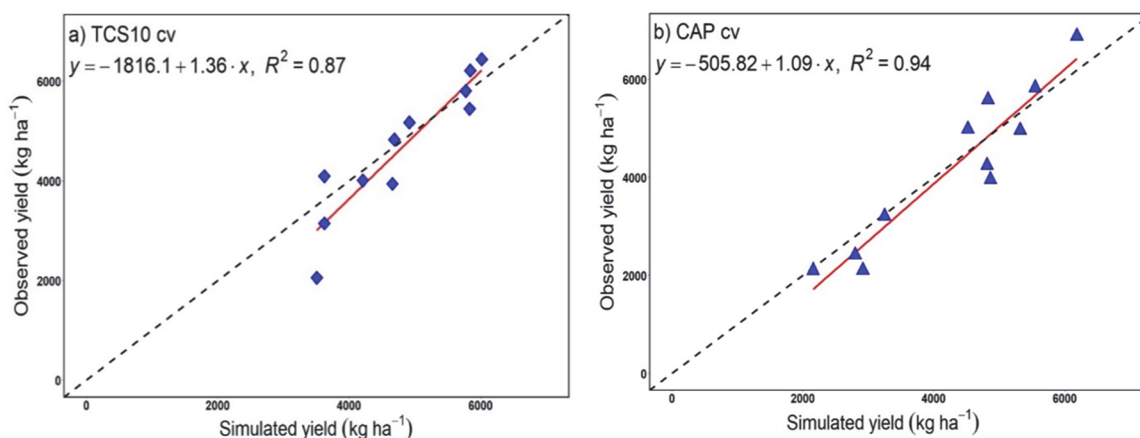 a) TCS10 cv
y = −1816.1+1.36 · x, R² = 0.87
Observed yield (kg ha⁻¹)
6000
4000
2000
0
0 2000 4000 6000
Simulated yield (kg ha⁻¹)
b) CAP cv
y = −505.82+1.09 · x, R² = 0.94
Observed yield (kg ha⁻¹)
6000
4000
2000
0
0 2000 4000 6000
Simulated yield (kg ha⁻¹)